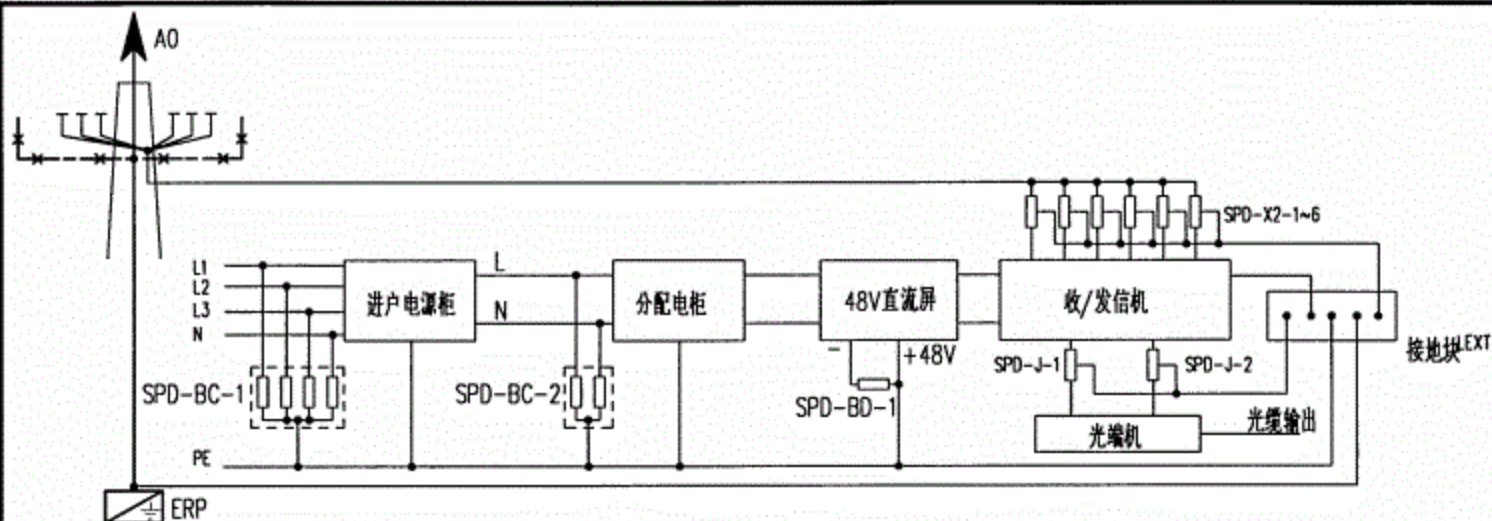 A0
SPD-X2-1~6
L1
L2
L3
N
进户电源柜
L
N
分配电柜
48V直流屏
收/发信机
- +48V
接地块LEXT
SPD-BC-1
SPD-BC-2
SPD-BD-1
SPD-J-1
SPD-J-2
光端机
光缆输出
PE
ERP